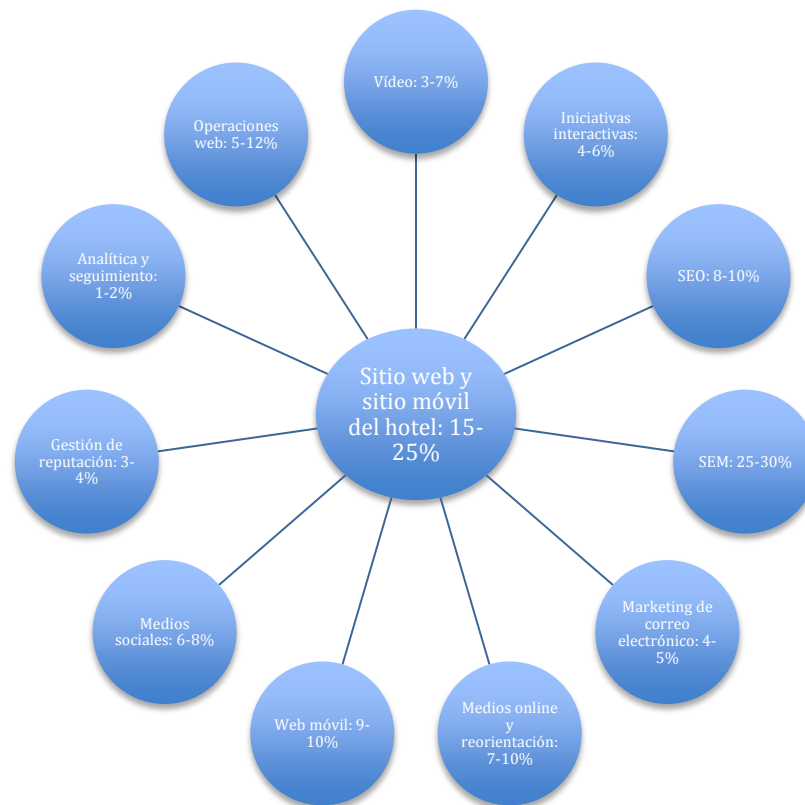 Vídeo: 3-7%
Iniciativas
interactivas:
4-6%
SEO: 8-10%
SEM: 25-30%
Marketing de
correo
electrónico: 4-
5%
Medios online
y
reorientación:
7-10%
Web móvil: 9-
10%
Medios
sociales: 6-8%
Gestión de
reputación: 3-
4%
Analítica y
seguimiento:
1-2%
Operaciones
web: 5-12%
Sitio web y
sitio móvil
del hotel: 15-
25%